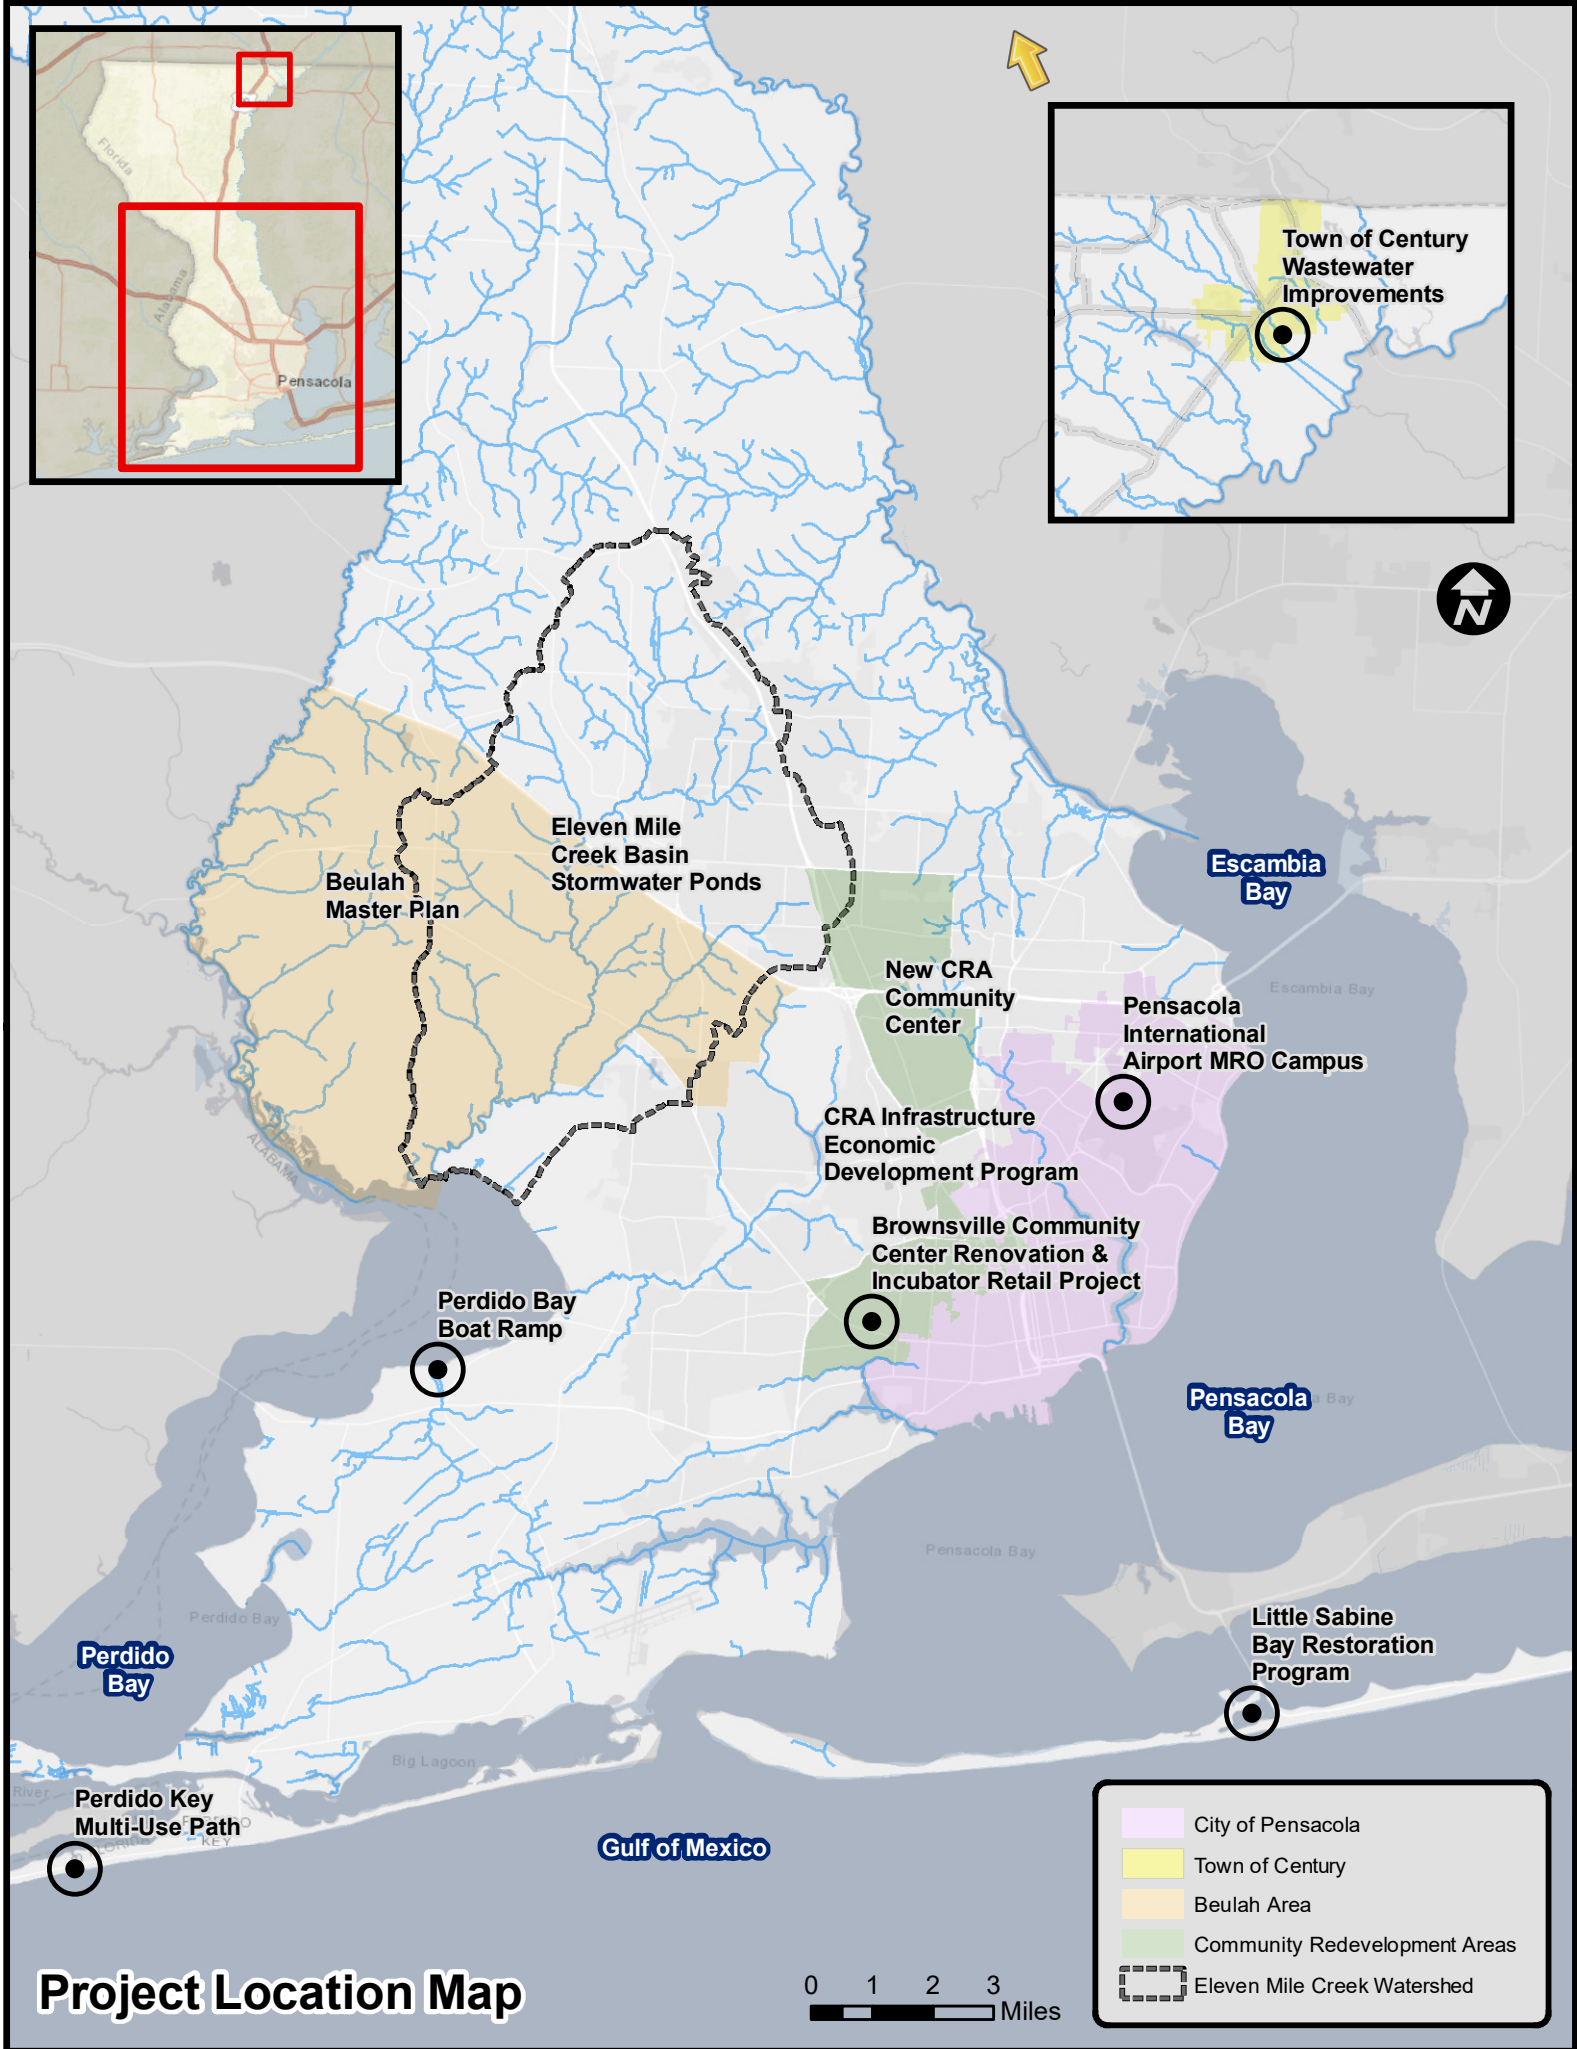 Florida
Alabama
Pensacola
Town of Century
Wastewater
Improvements
N
Eleven Mile
Creek Basin
Stormwater Ponds
Beulah
Master Plan
Escambia
Bay
Escambia Bay
New CRA
Community
Center
Pensacola
International
Airport MRO Campus
CRA Infrastructure
Economic
Development Program
ALABAMA
Brownsville Community
Center Renovation &
Incubator Retail Project
Perdido Bay
Boat Ramp
Pensacola
Bay
Bay
Pensacola Bay
Perdido Bay
Perdido
Bay
Little Sabine
Bay Restoration
Program
Big Lagoon
River
Perdido Key
Multi-Use Path
KEY
Gulf of Mexico
City of Pensacola
Town of Century
Beulah Area
Community Redevelopment Areas
Eleven Mile Creek Watershed
Project Location Map
0 1 2 3
Miles